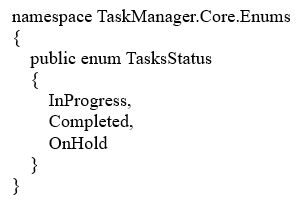 namespace TaskManager.Core.Enums
{
    public enum TasksStatus
    {
        InProgress,
        Completed,
        OnHold
    }
}